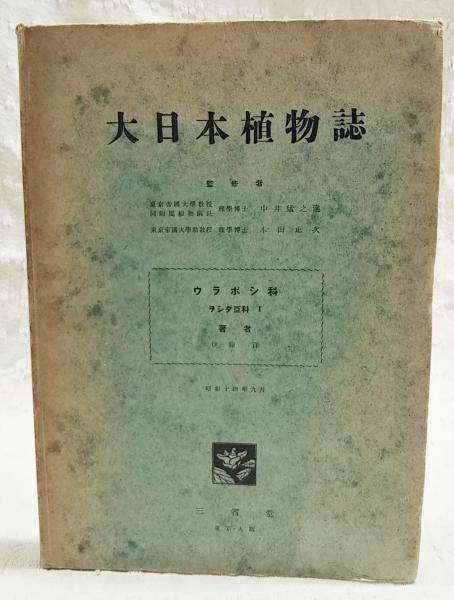 大日本植物誌
監修者
東京帝國大學教授
同附屬植物園長
理學博士 中井猛之進
東京帝國大學助教授 理學博士 本田正次
ウラボシ科
ヲシダ亞科 I
著者
伊藤洋
昭和十四年九月
三省堂
東京・大阪